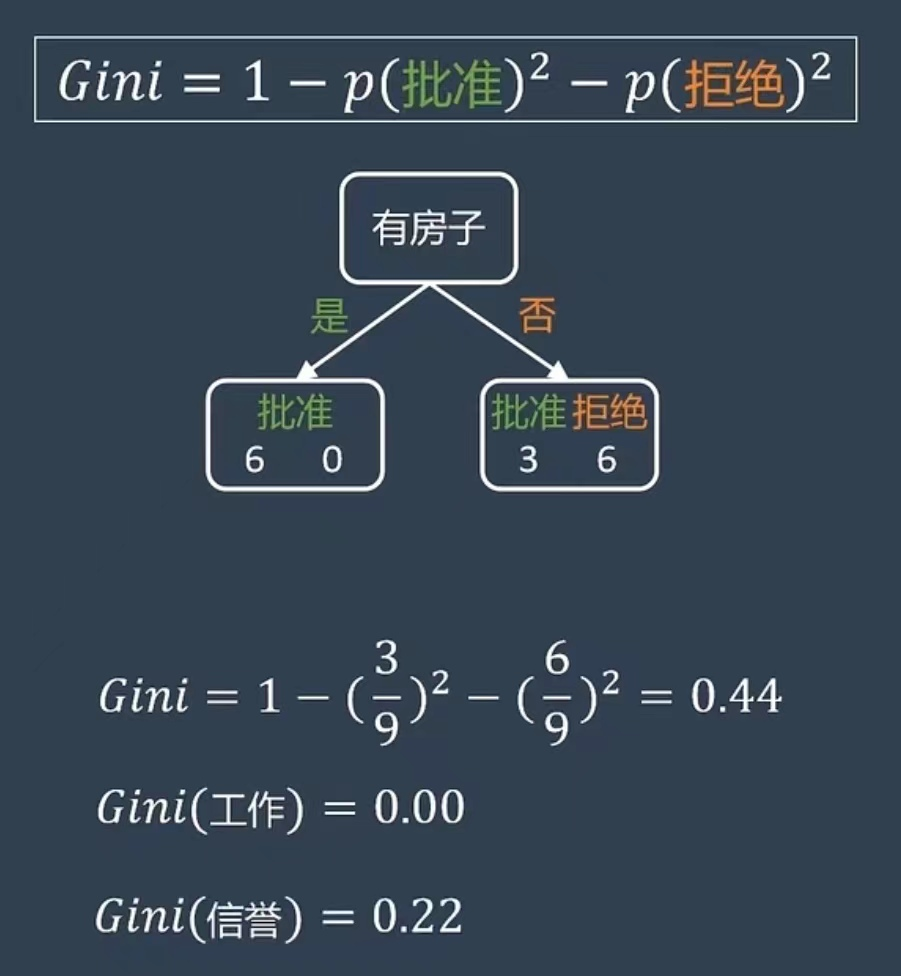 Gini = 1 − p(批准)² − p(拒绝)²
有房子
是 否
批准 批准 拒绝
6 0 3 6
Gini = 1 − (3/9)² − (6/9)² = 0.44
Gini(工作) = 0.00
Gini(信誉) = 0.22